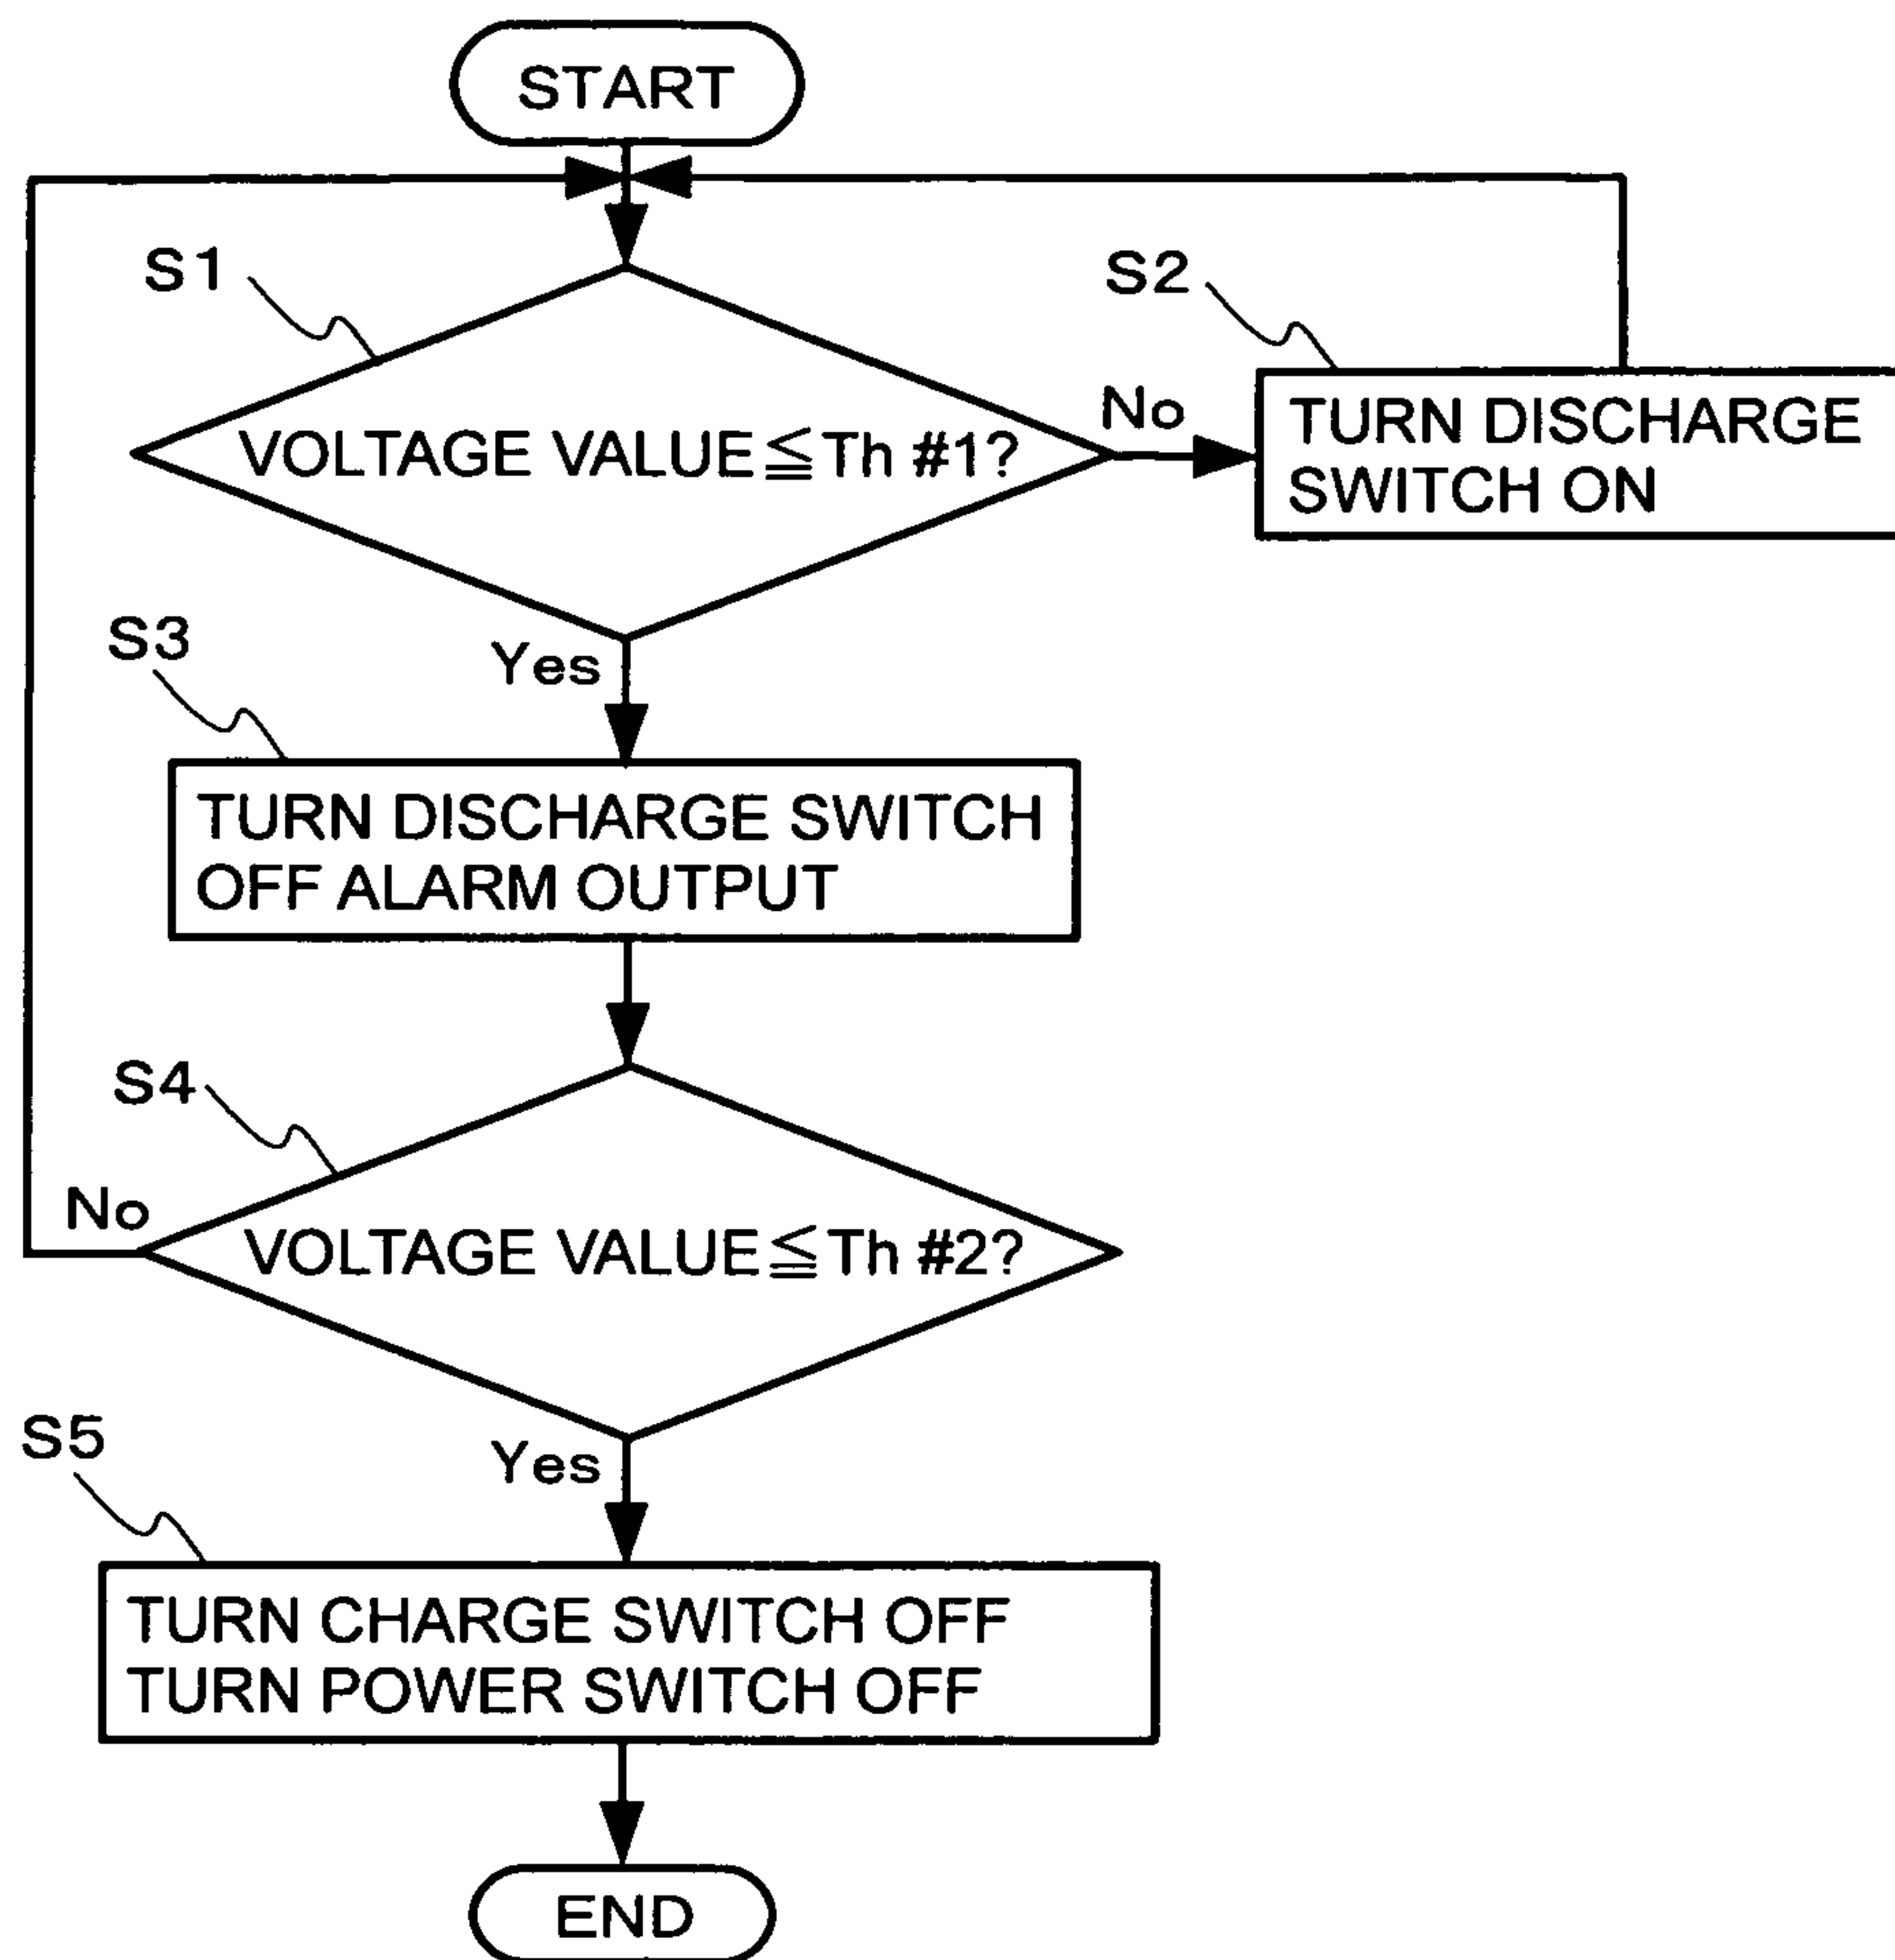 START
S1
VOLTAGE VALUE≦Th #1?
No
S2
TURN DISCHARGE
SWITCH ON
Yes
S3
TURN DISCHARGE SWITCH
OFF ALARM OUTPUT
S4
No
VOLTAGE VALUE≦Th #2?
Yes
S5
TURN CHARGE SWITCH OFF
TURN POWER SWITCH OFF
END